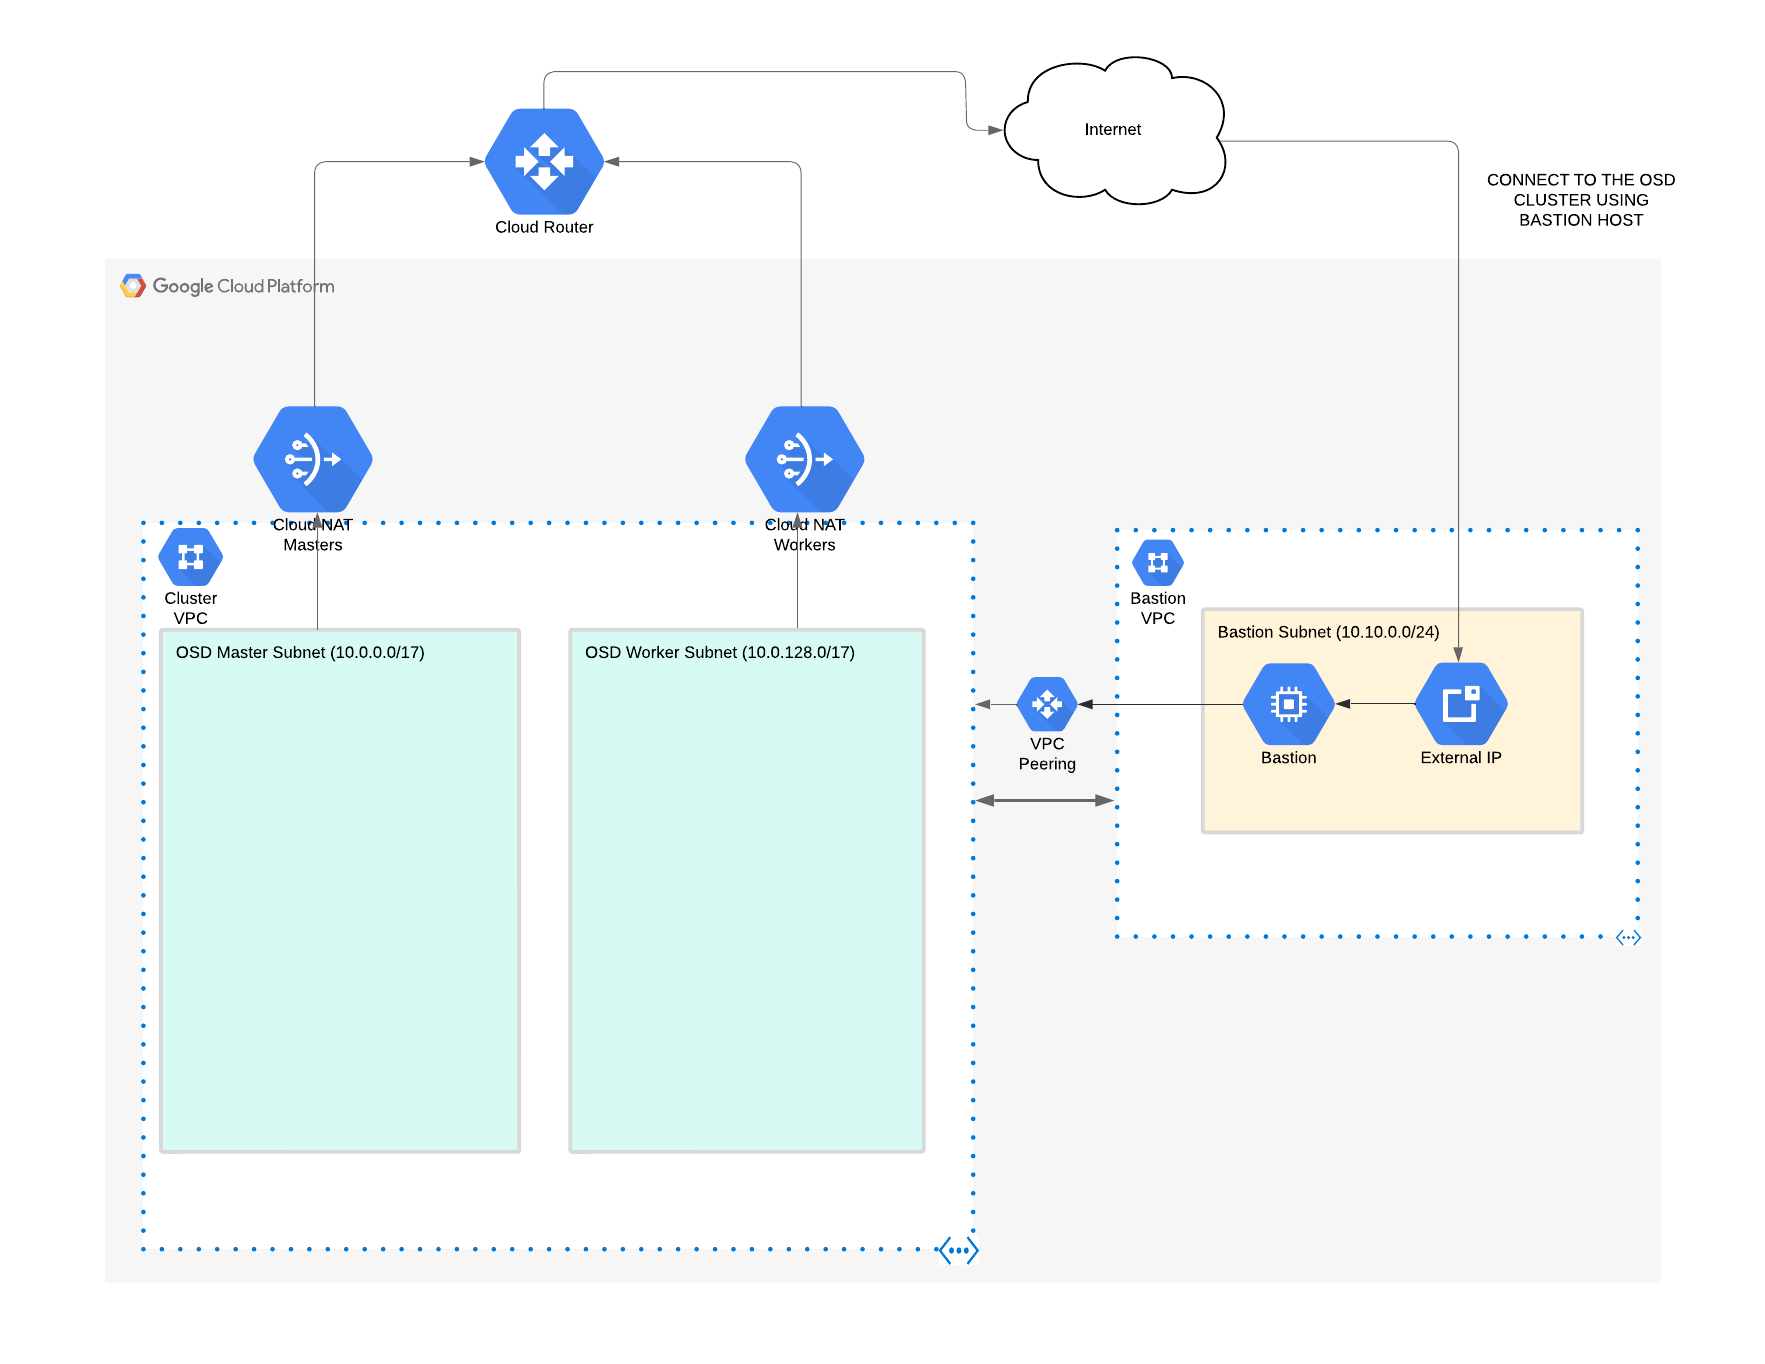 Internet
CONNECT TO THE OSD
CLUSTER USING
BASTION HOST
Cloud Router
Google Cloud Platform
Cloud NAT
Masters
Cloud NAT
Workers
Cluster
VPC
Bastion
VPC
OSD Master Subnet (10.0.0.0/17)
OSD Worker Subnet (10.0.128.0/17)
Bastion Subnet (10.10.0.0/24)
VPC
Peering
Bastion
External IP